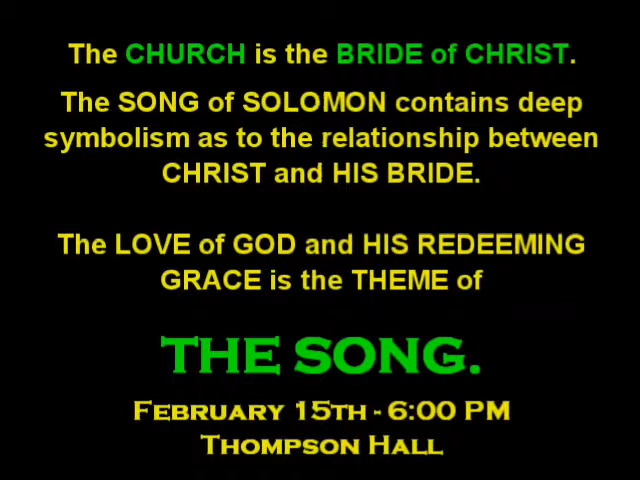 The CHURCH is the BRIDE of CHRIST.
The SONG of SOLOMON contains deep
symbolism as to the relationship between
CHRIST and HIS BRIDE.
The LOVE of GOD and HIS REDEEMING
GRACE is the THEME of
THE SONG.
February 15th - 6:00 PM
Thompson Hall